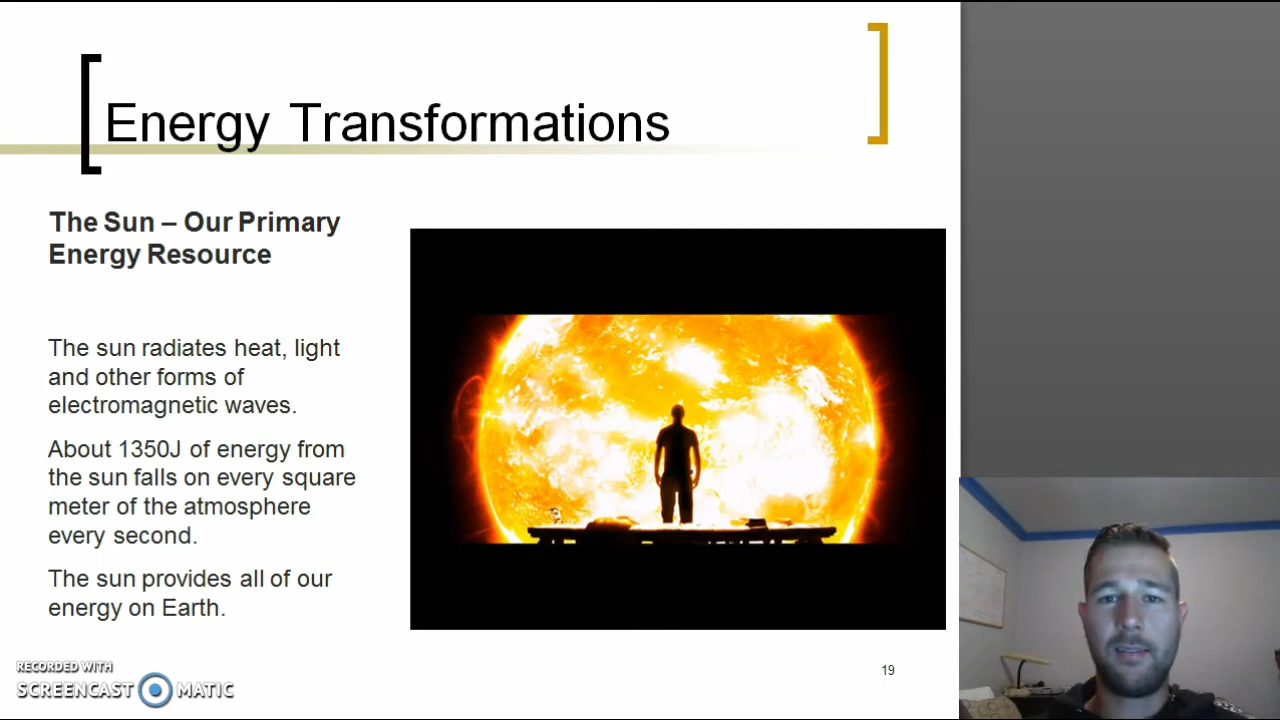 Energy Transformations
The Sun – Our Primary
Energy Resource
The sun radiates heat, light
and other forms of
electromagnetic waves.
About 1350J of energy from
the sun falls on every square
meter of the atmosphere
every second.
The sun provides all of our
energy on Earth.
19
RECORDED WITH
SCREENCAST MATIC